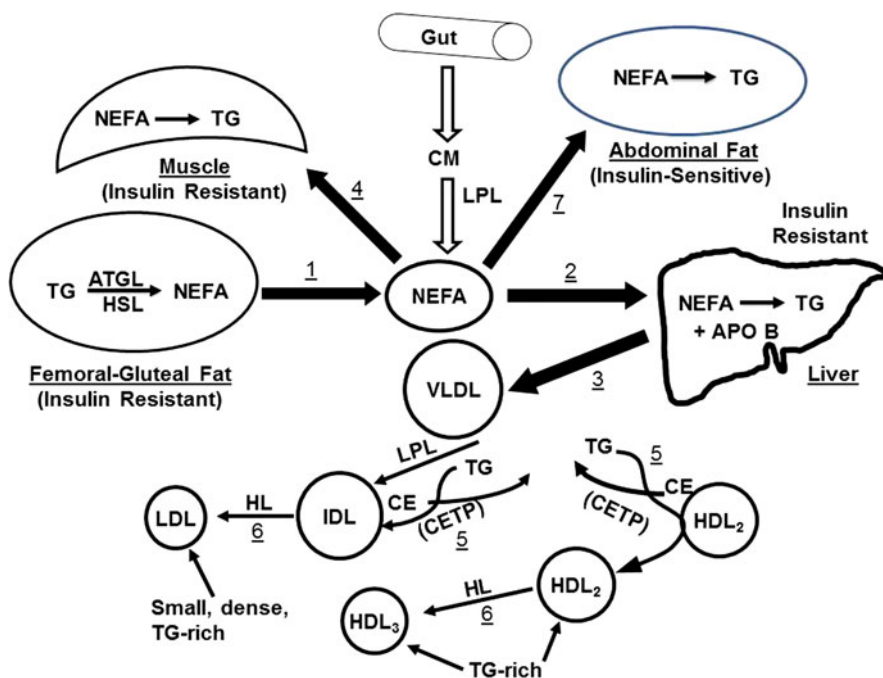 Gut
NEFA → TG
Abdominal Fat
(Insulin-Sensitive)
NEFA → TG
Muscle
(Insulin Resistant)
CM
LPL
4
7
TG ATGL NEFA
HSL
Femoral-Gluteal Fat
(Insulin Resistant)
1
NEFA
2
Insulin
Resistant
NEFA → TG
+ APO B
Liver
3
VLDL
LPL
TG
CE
(CETP)
5
IDL
HL
6
LDL
Small, dense,
TG-rich
TG
5
CE
(CETP)
HDL₂
HDL₂
HL
6
HDL₃
TG-rich